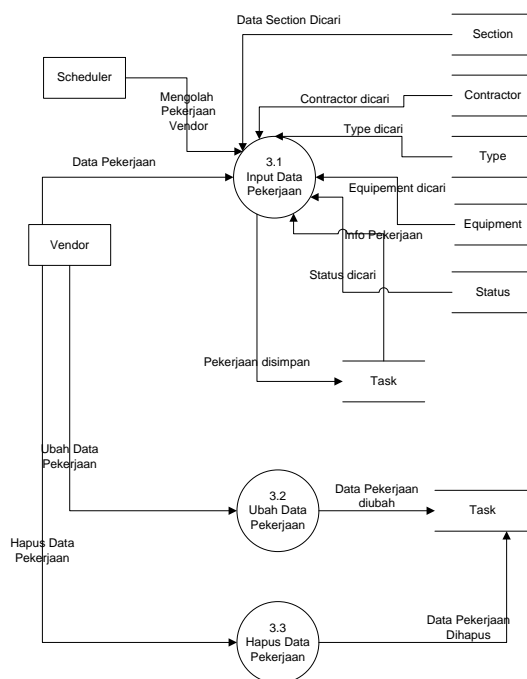 Data Section Dicari
Section
Scheduler
Mengolah
Pekerjaan
Vendor
Contractor dicari
Contractor
Type dicari
Type
Data Pekerjaan
3.1
Input Data
Pekerjaan
Equipement dicari
Equipment
Vendor
Info Pekerjaan
Status dicari
Status
Pekerjaan disimpan
Task
Ubah Data
Pekerjaan
3.2
Ubah Data
Pekerjaan
Data Pekerjaan
diubah
Task
Hapus Data
Pekerjaan
3.3
Hapus Data
Pekerjaan
Data Pekerjaan
Dihapus